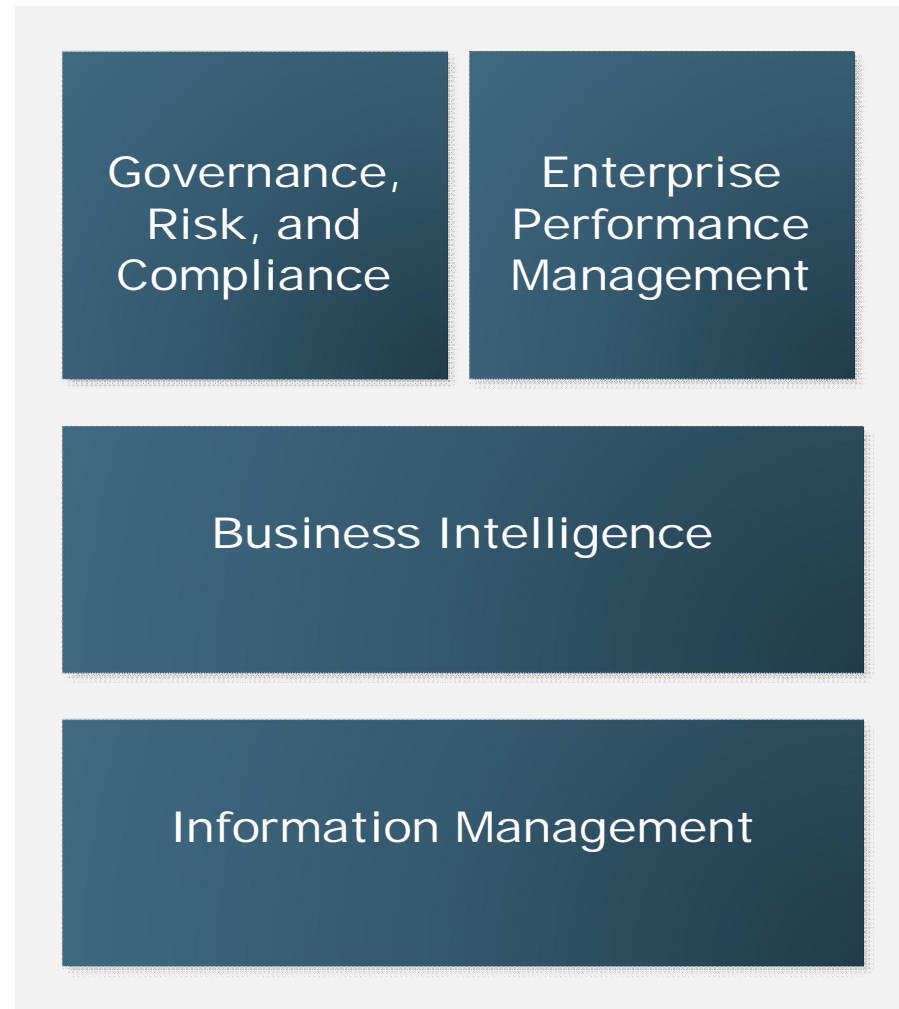 Governance,
Risk, and
Compliance
Enterprise
Performance
Management
Business Intelligence
Information Management